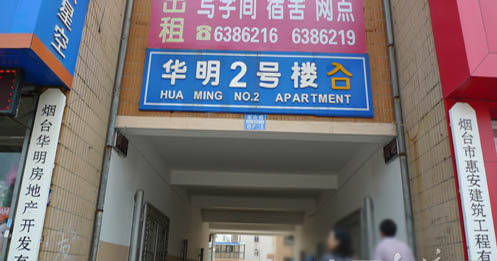 出租
写字间 宿舍 网点
☎6386216 6386219
华明2号楼
HUA MING NO.2 APARTMENT
烟台华明房地产开发有
烟台市惠安建筑工程有